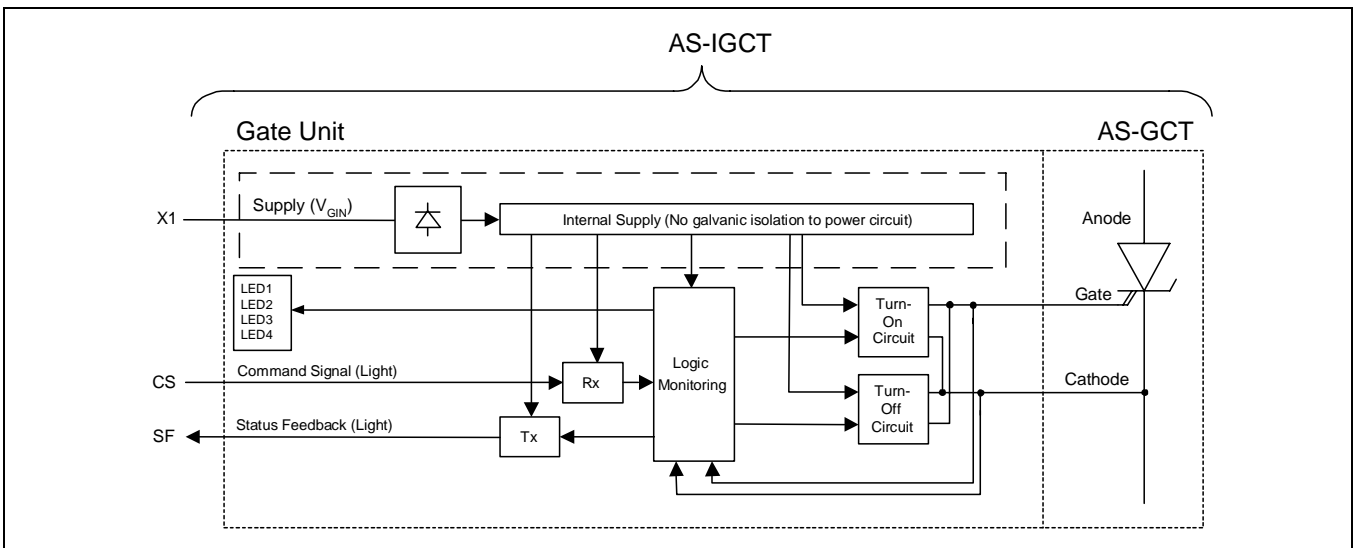 AS-IGCT
Gate Unit
AS-GCT
X1
Supply (VGIN)
Internal Supply (No galvanic isolation to power circuit)
Anode
LED1
LED2
LED3
LED4
Gate
Turn-
On
Circuit
Logic
Monitoring
CS
Command Signal (Light)
Rx
Cathode
Turn-
Off
Circuit
SF
Status Feedback (Light)
Tx